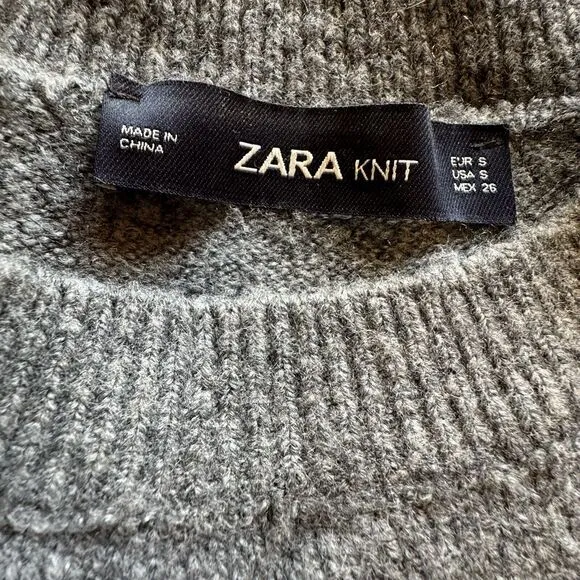 MADE IN
CHINA
ZARA KNIT
EUR S
USA S
MEX 26